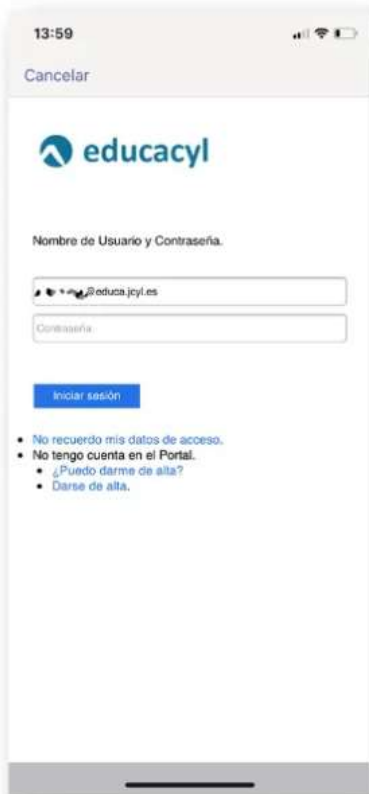 13:59
Cancelar
educacyl
Nombre de Usuario y Contraseña.
@educa.jcyl.es
Contraseña
Iniciar sesión
No recuerdo mis datos de acceso.
No tengo cuenta en el Portal.
¿Puedo darme de alta?
Darse de alta.